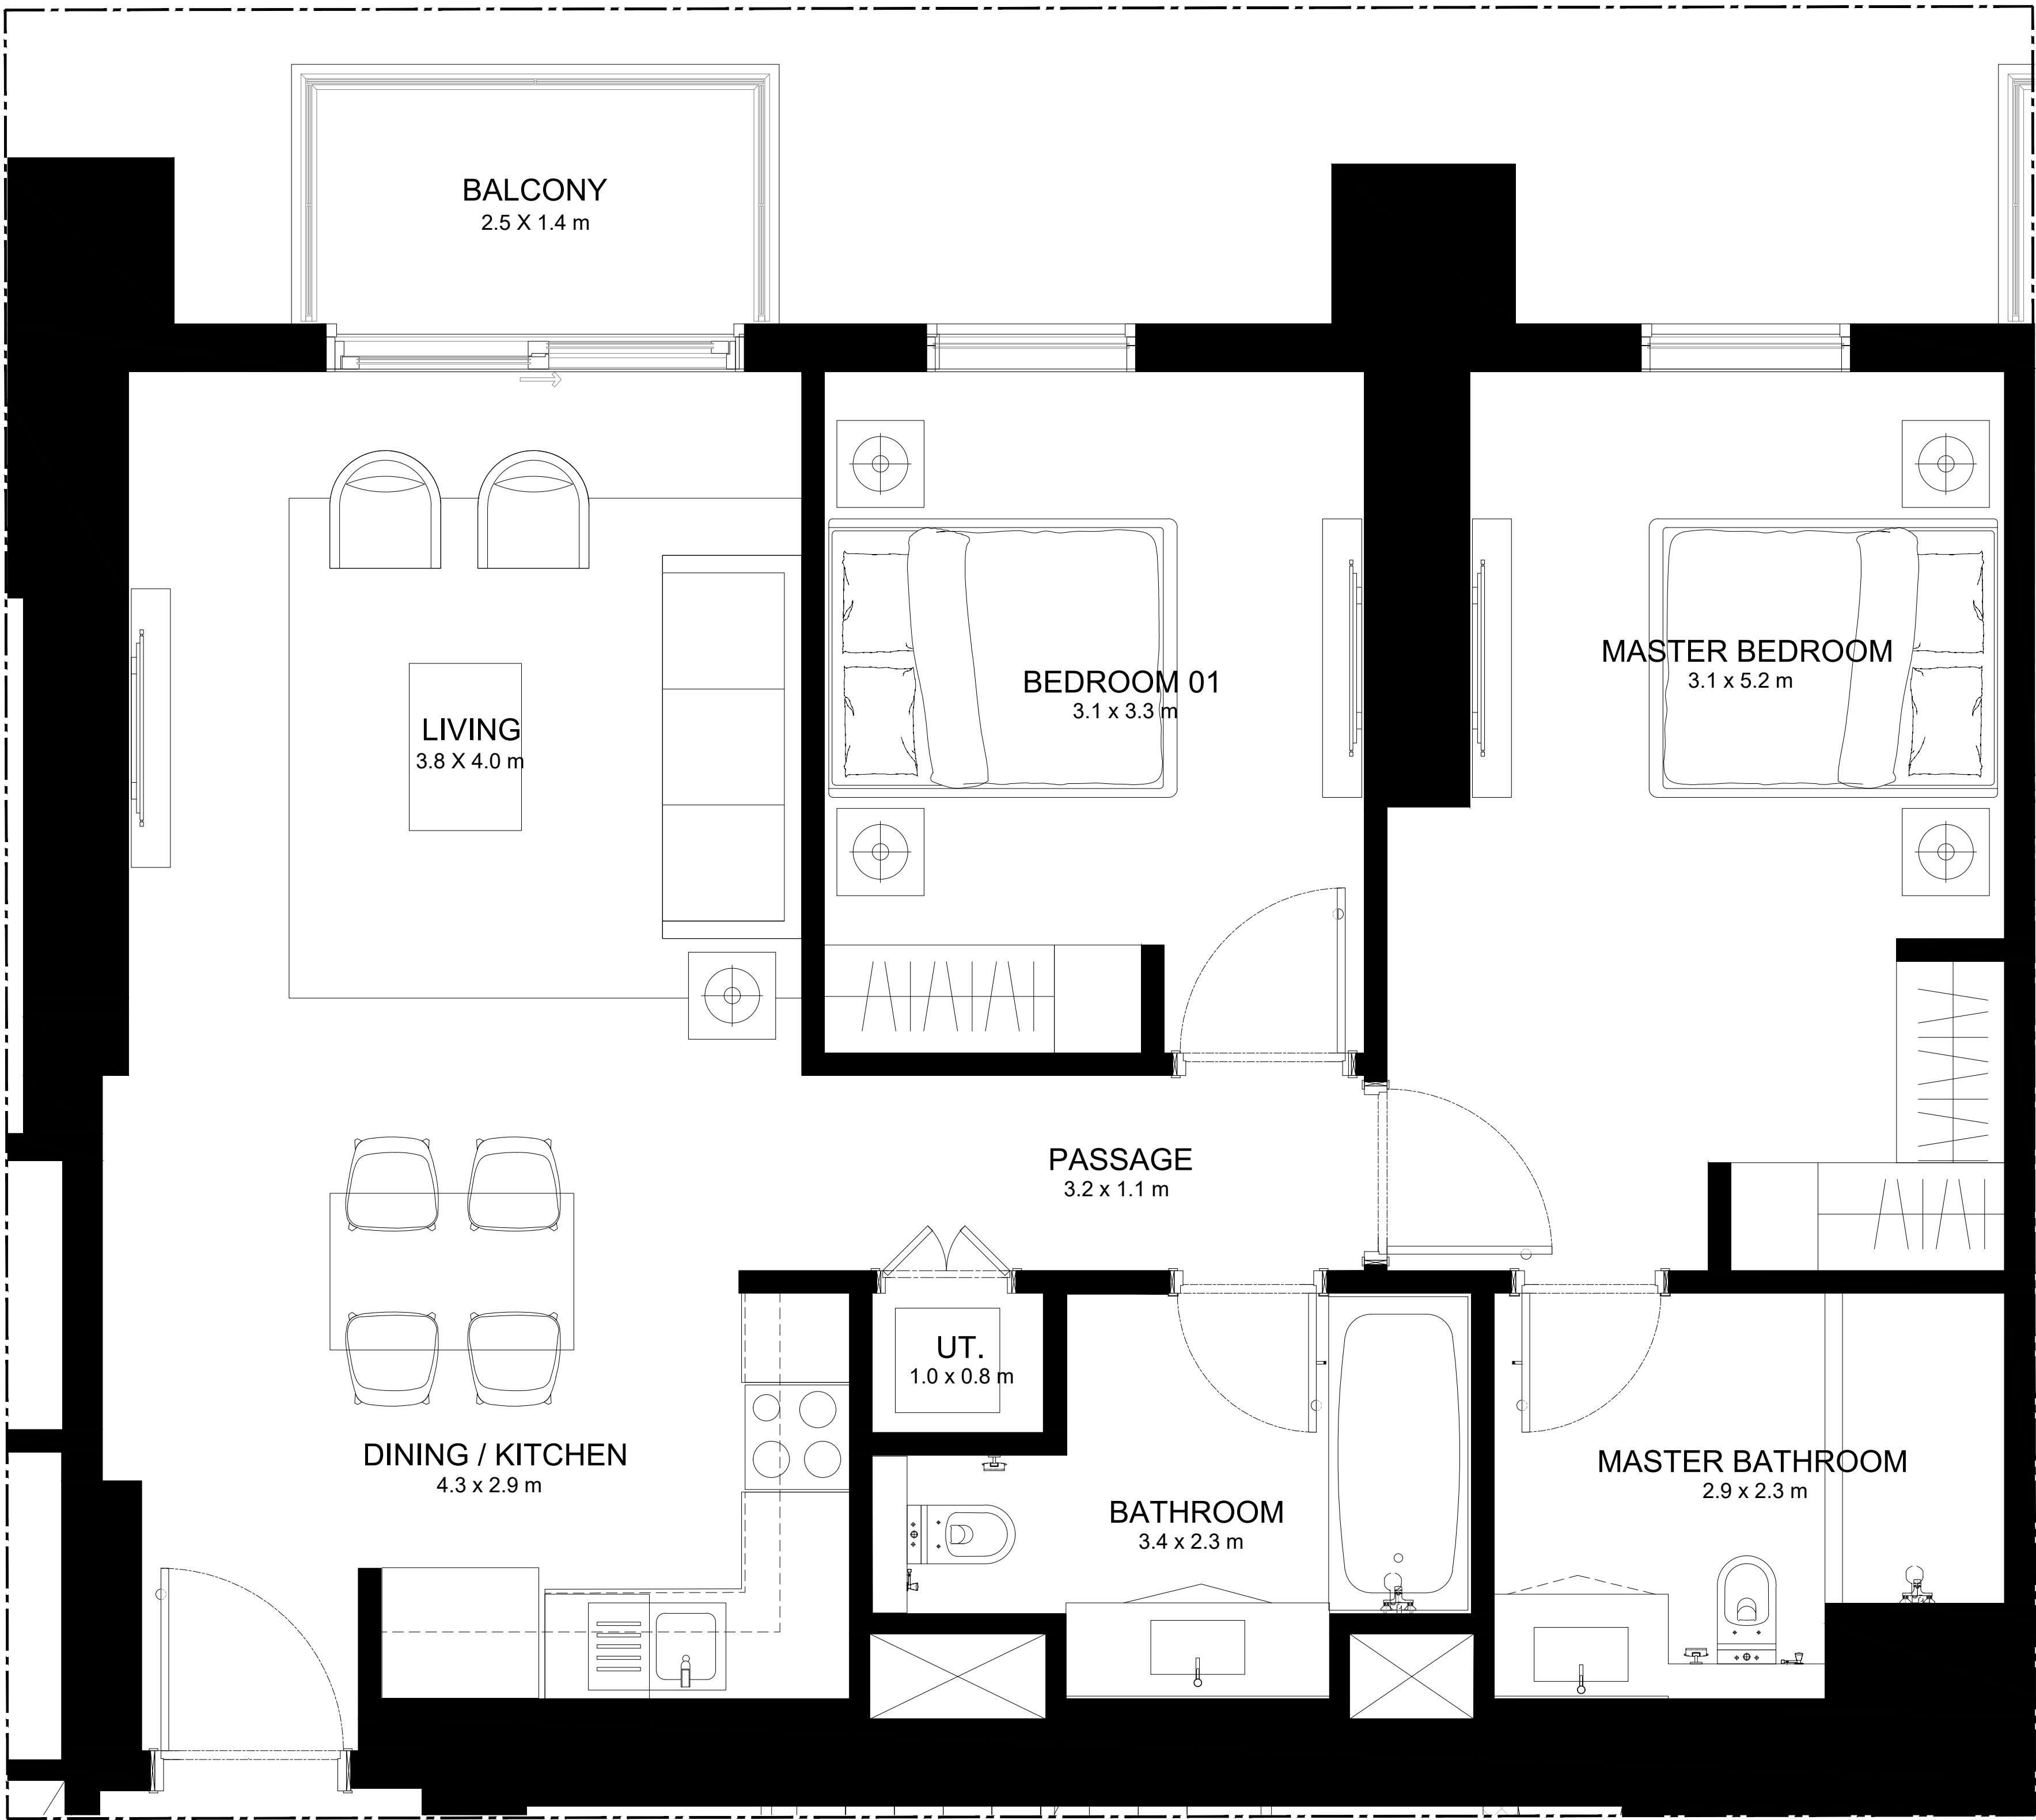 BALCONY
2.5 X 1.4 m
LIVING
3.8 X 4.0 m
BEDROOM 01
3.1 x 3.3 m
MASTER BEDROOM
3.1 x 5.2 m
PASSAGE
3.2 x 1.1 m
UT.
1.0 x 0.8 m
DINING / KITCHEN
4.3 x 2.9 m
BATHROOM
3.4 x 2.3 m
MASTER BATHROOM
2.9 x 2.3 m